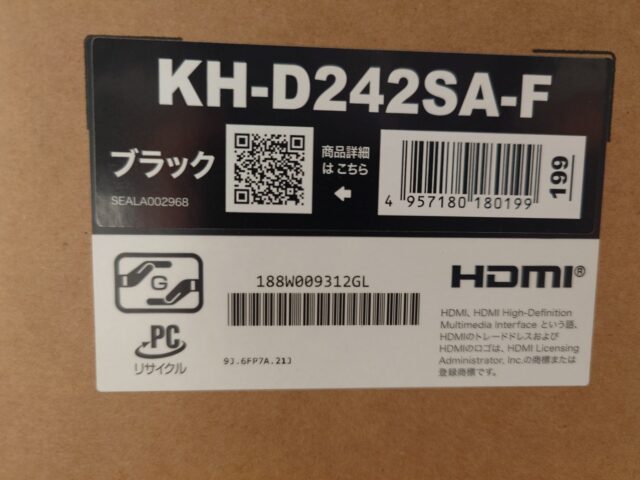 KH-D242SA-F
ブラック
SEALA002968
商品詳細
は こちら
4 957180 180199
199
G
188W009312GL
HDMI®
PC
リサイクル
9J.6FP7A.21J
HDMI、HDMI High-Definition
Multimedia Interface という語、
HDMIのトレードドレスおよび
HDMIのロゴは、HDMI Licensing
Administrator, Inc.の商標または
登録商標です。